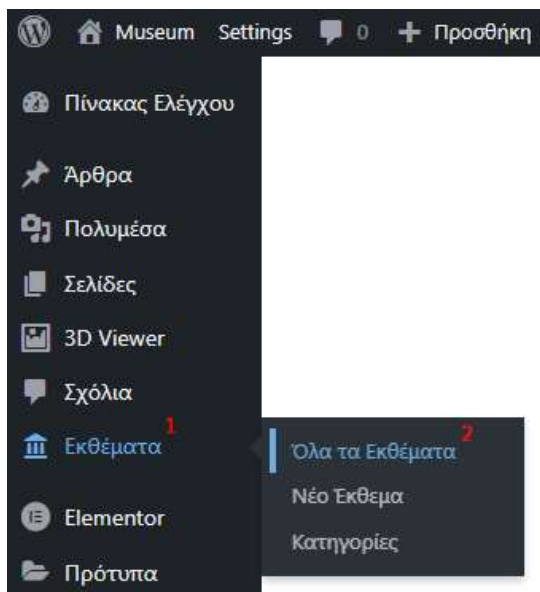 Museum Settings 0 + Προσθήκη
Πίνακας Ελέγχου
Άρθρα
Πολυμέσα
Σελίδες
3D Viewer
Σχόλια
Εκθέματα 1
Όλα τα Εκθέματα 2
Νέο Έκθεμα
Κατηγορίες
Elementor
Πρότυπα